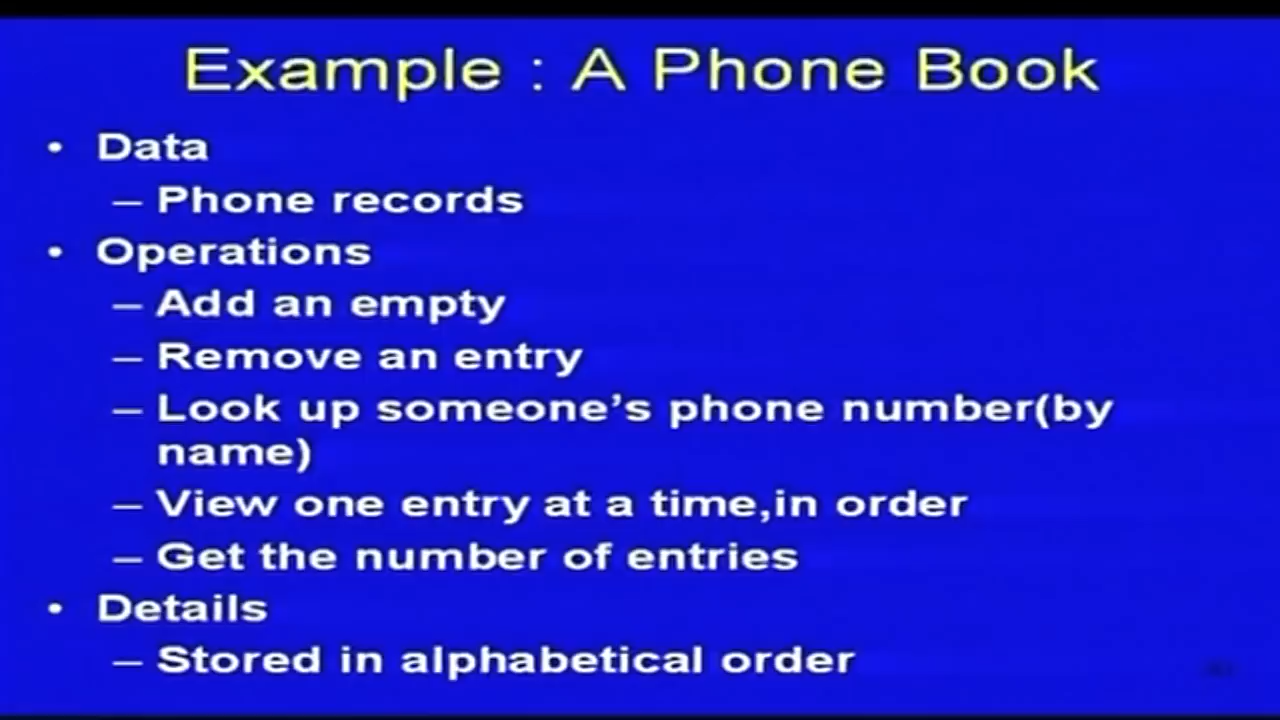 Example : A Phone Book
• Data
– Phone records
• Operations
– Add an empty
– Remove an entry
– Look up someone’s phone number(by
name)
– View one entry at a time,in order
– Get the number of entries
• Details
– Stored in alphabetical order